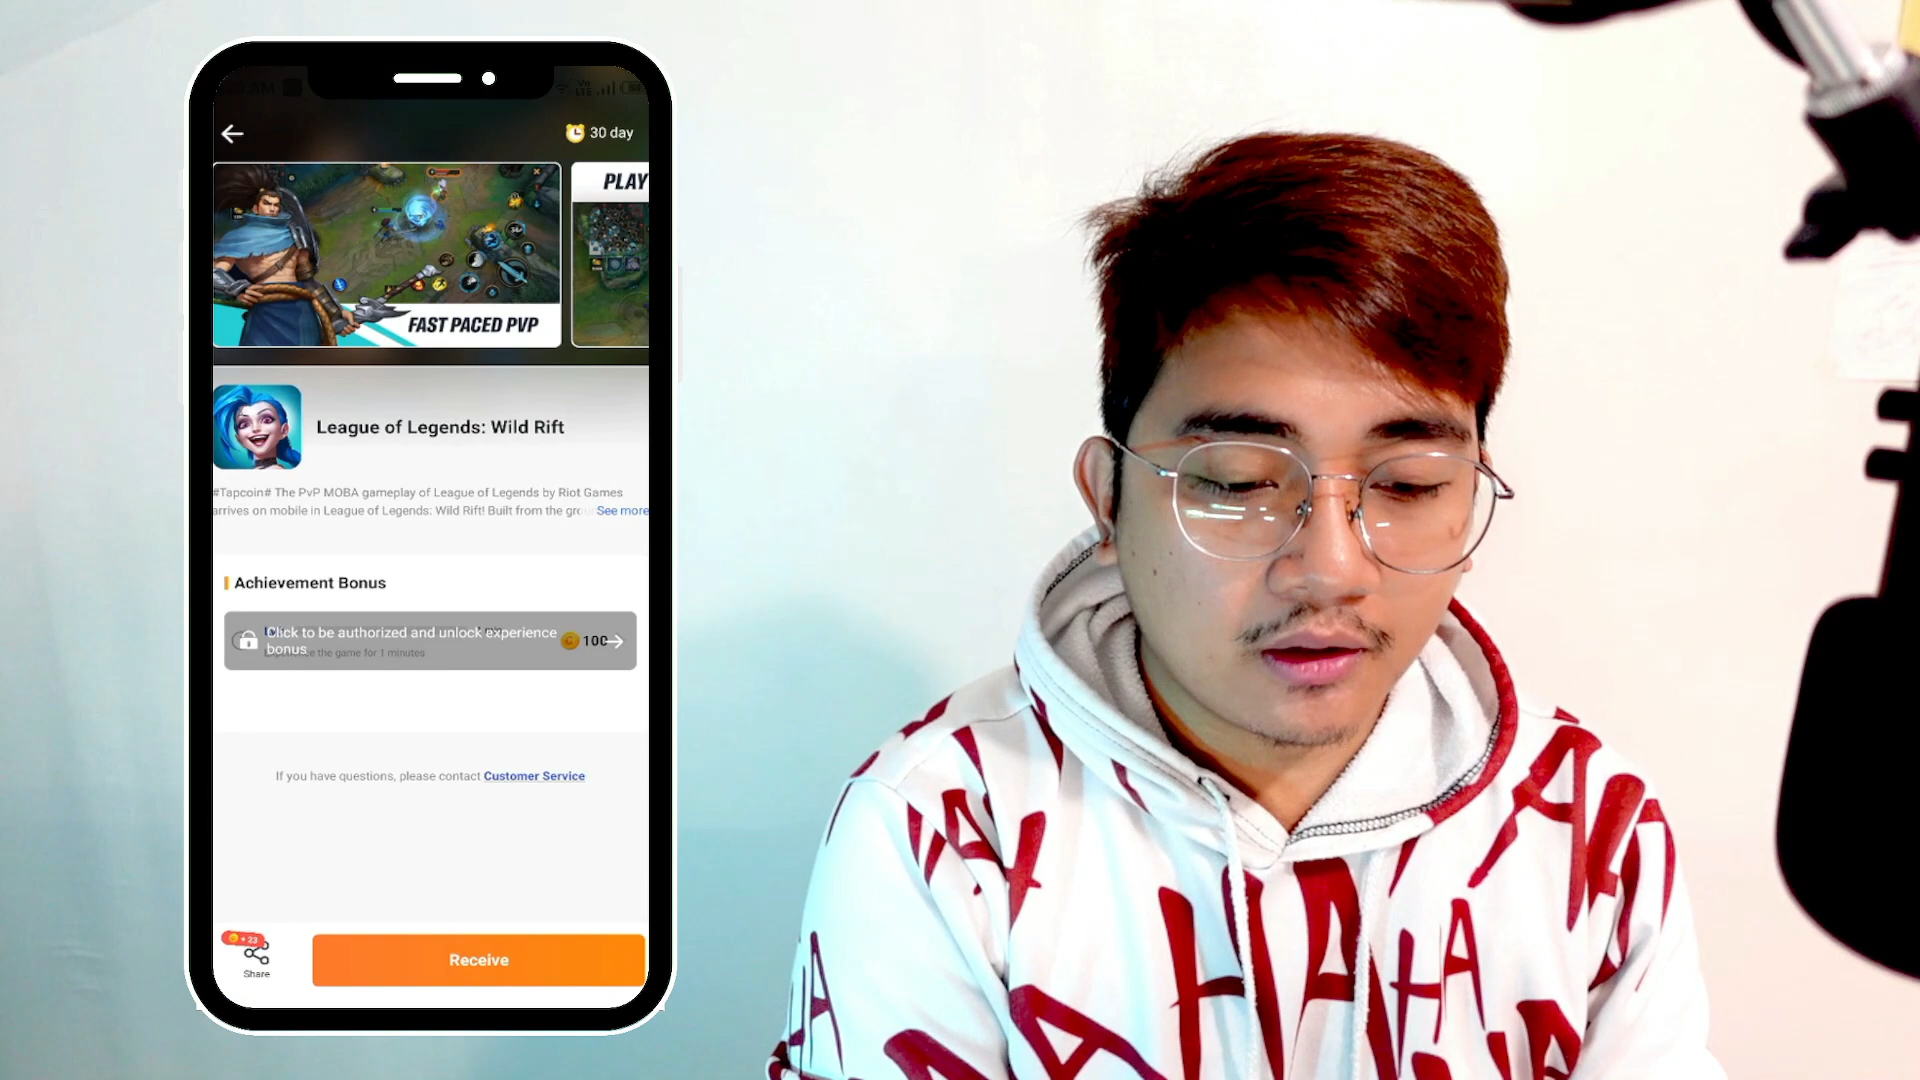 30 day
FAST PACED PVP
PLAY
League of Legends: Wild Rift
#Tapcoin# The PvP MOBA gameplay of League of Legends by Riot Games
arrives on mobile in League of Legends: Wild Rift! Built from the See more
Achievement Bonus
Click to be authorized and unlock experience
bonus
100
the game for 1 minutes
If you have questions, please contact Customer Service
+ 23
Share
Receive
HAHA
HA